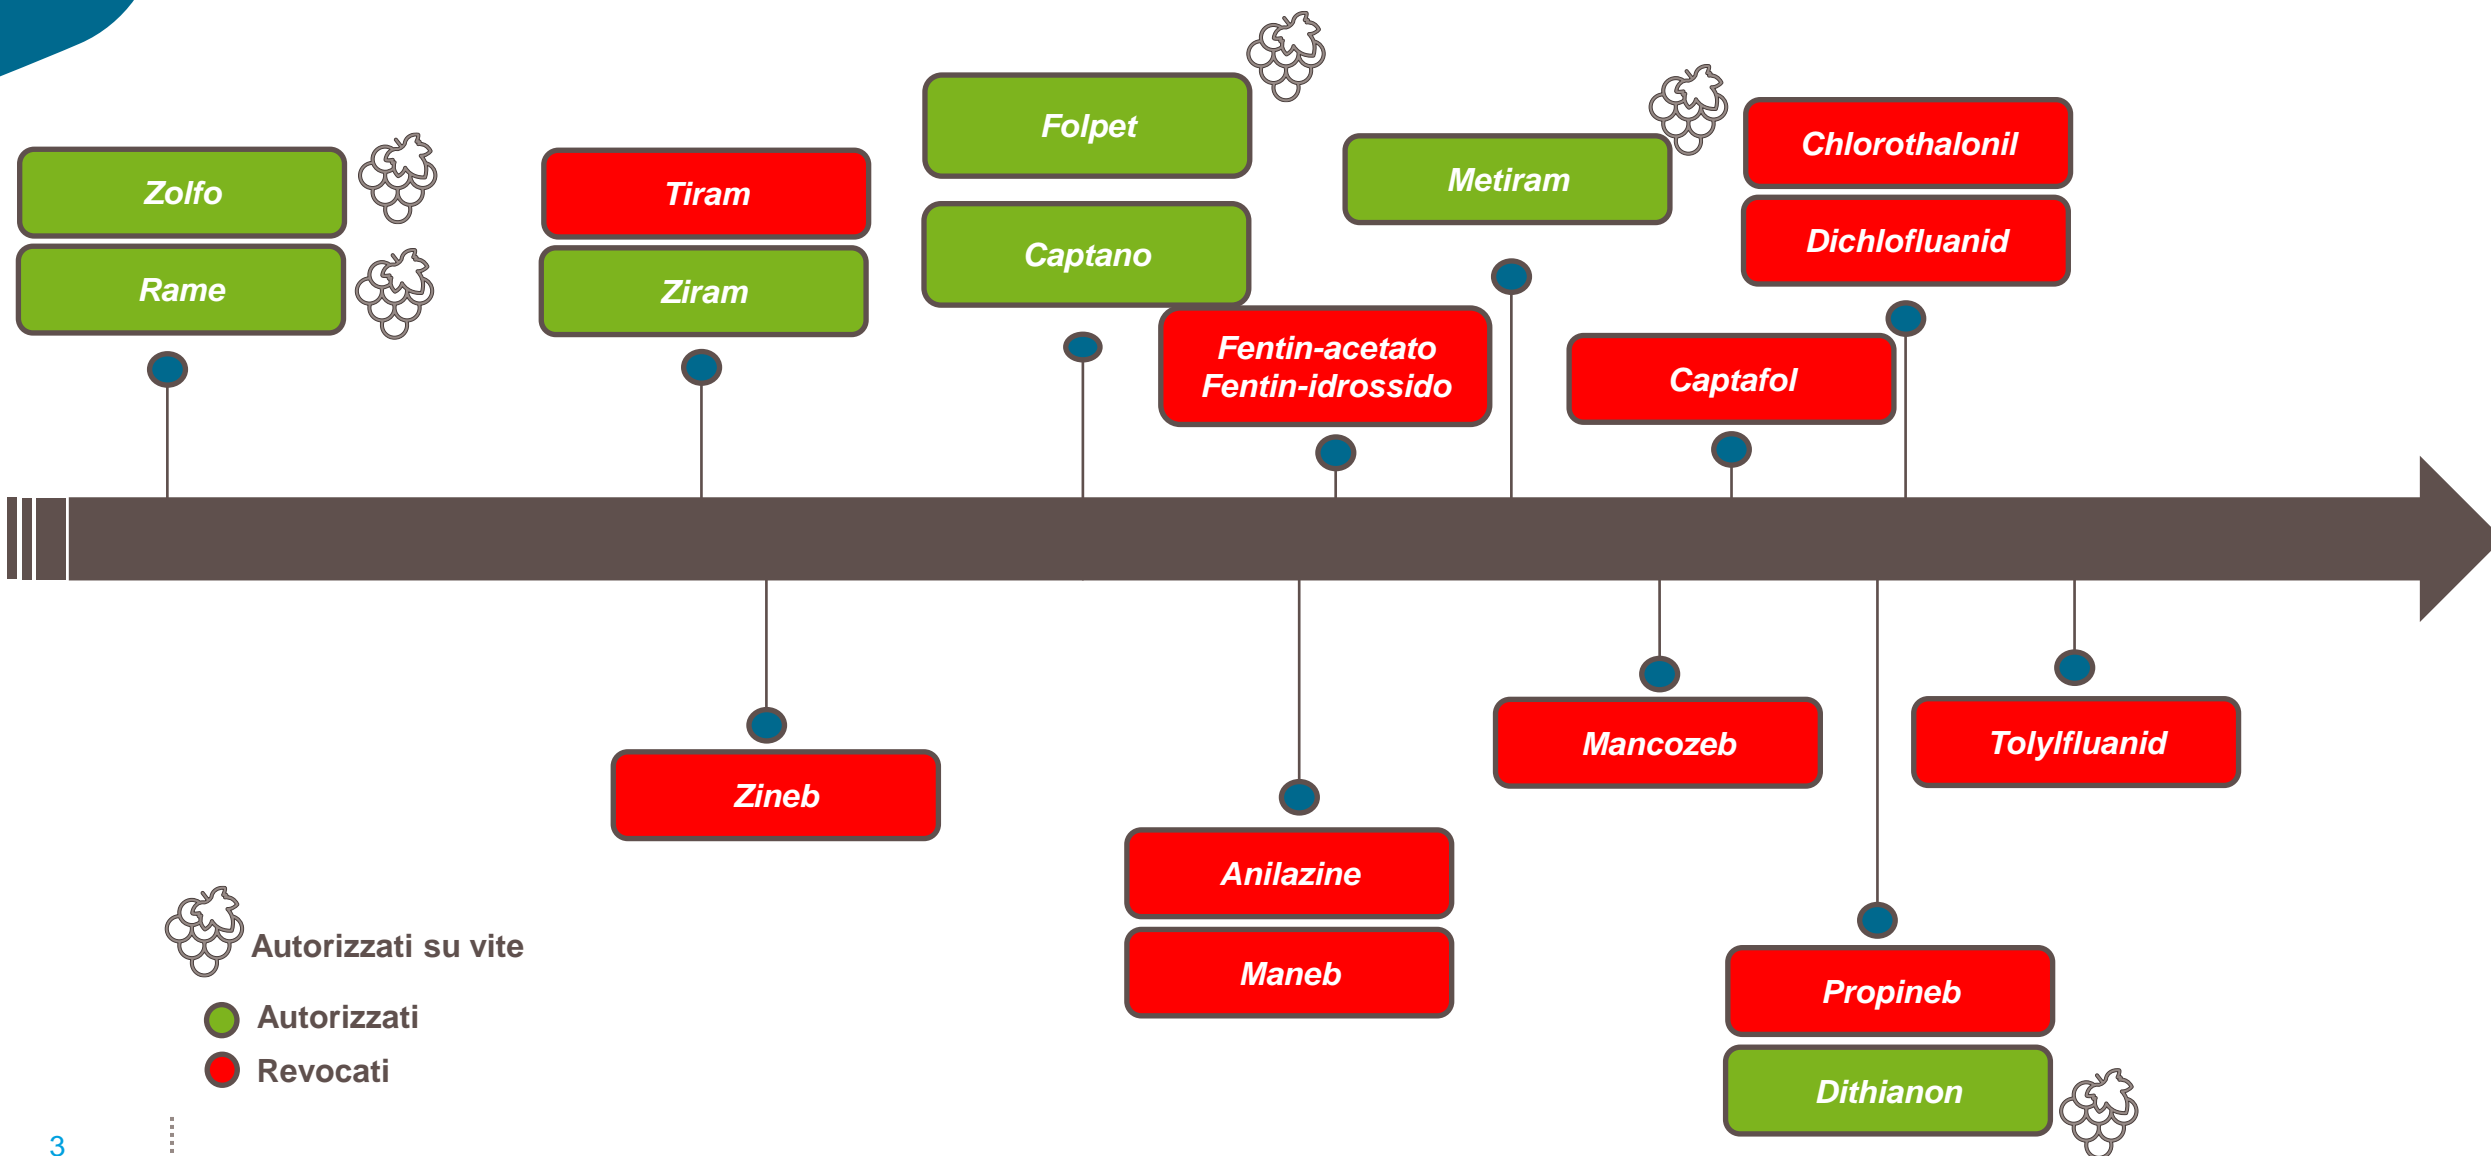 Zolfo
Rame
Tiram
Ziram
Folpet
Captano
Fentin-acetato
Fentin-idrossido
Metiram
Captafol
Chlorothalonil
Dichlofluanid
Zineb
Anilazine
Maneb
Mancozeb
Propineb
Dithianon
Tolylfluanid
Autorizzati su vite
Autorizzati
Revocati
3